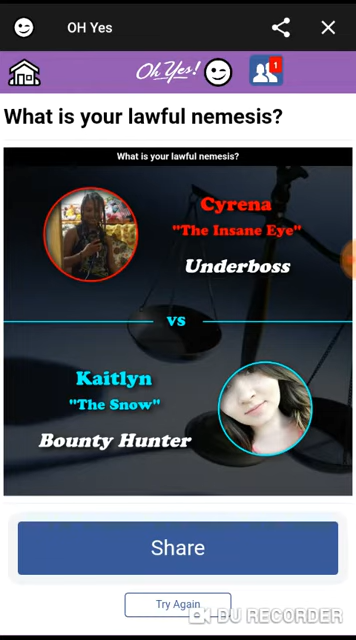 OH Yes
Oh Yes!
1
What is your lawful nemesis?
What is your lawful nemesis?
Cyrena
"The Insane Eye"
Underboss
VS
Kaitlyn
"The Snow"
Bounty Hunter
Share
Try Again
DU RECORDER